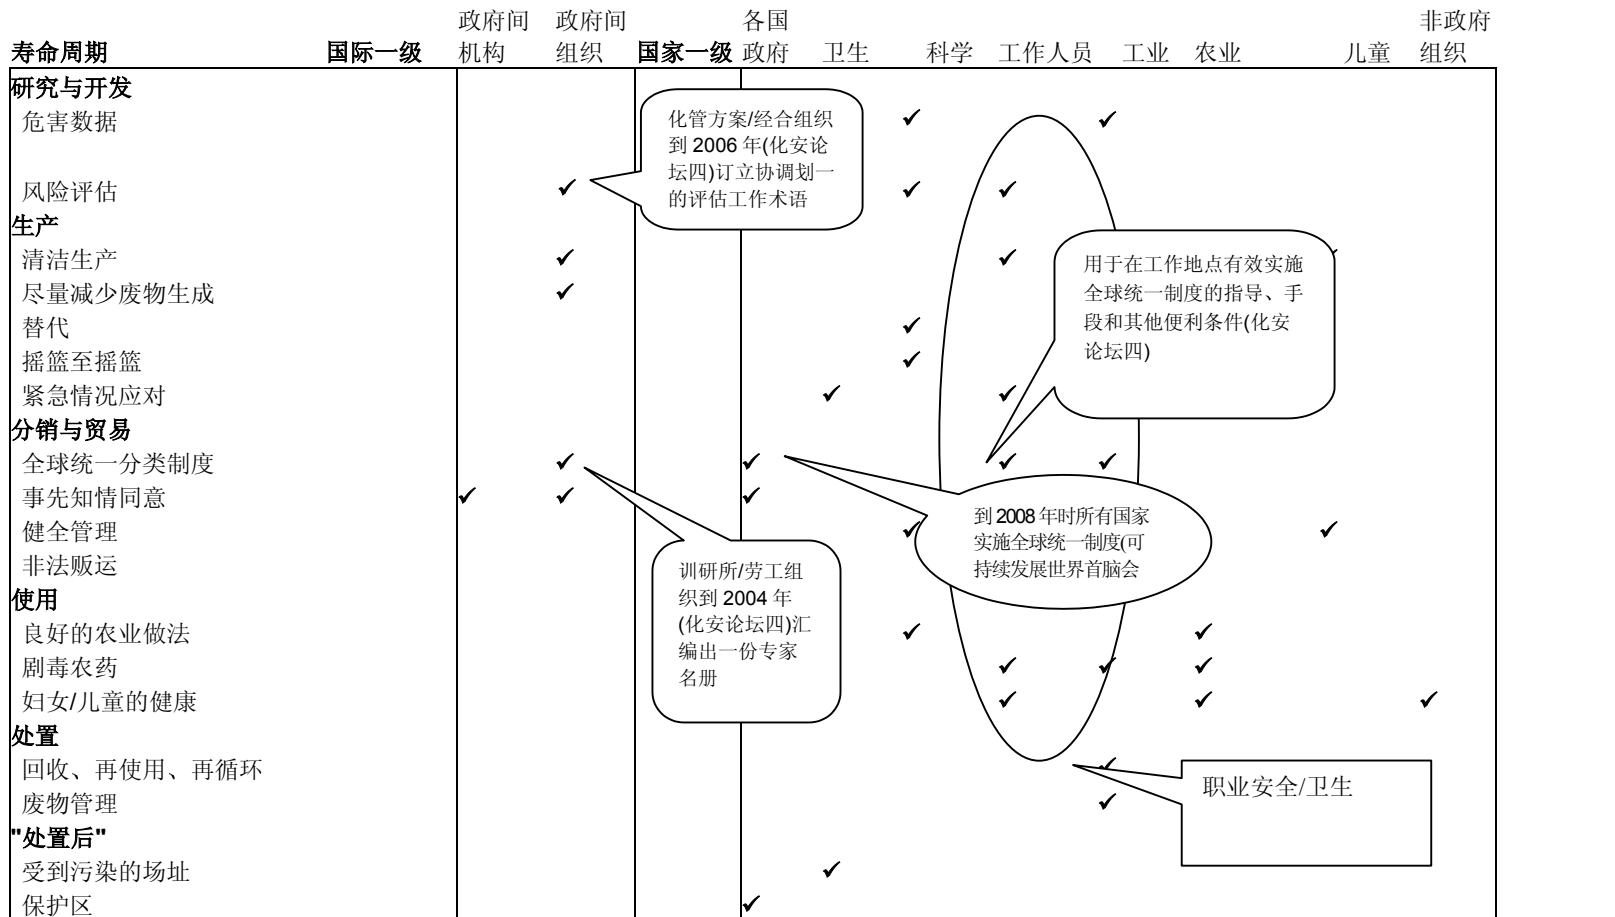 政府间 政府间 各国 非政府
寿命周期 国际一级 机构 组织 国家一级 政府 卫生 科学 工作人员 工业 农业 儿童 组织
研究与开发
危害数据 ✓ ✓
化管方案/经合组织
到 2006 年(化安论
坛四)订立协调划一
的评估工作术语
风险评估 ✓ ✓ ✓
生产
清洁生产 ✓ ✓
尽量减少废物生成 ✓
用于在工作地点有效实施
全球统一制度的指导、手
段和其他便利条件(化安
论坛四)
替代 ✓
摇篮至摇篮 ✓
紧急情况应对 ✓ ✓
分销与贸易
全球统一分类制度 ✓ ✓ ✓ ✓
事先知情同意 ✓ ✓ ✓
健全管理 ✓ ✓
到 2008 年时所有国家
实施全球统一制度(可
持续发展世界首脑会
非法贩运
训研所/劳工组
织到 2004 年
(化安论坛四)汇
编出一份专家
名册
使用
良好的农业做法 ✓ ✓
剧毒农药 ✓ ✓ ✓
妇女/儿童的健康 ✓ ✓ ✓
处置
回收、再使用、再循环 ✓
职业安全/卫生
废物管理 ✓
"处置后"
受到污染的场址 ✓
保护区 ✓